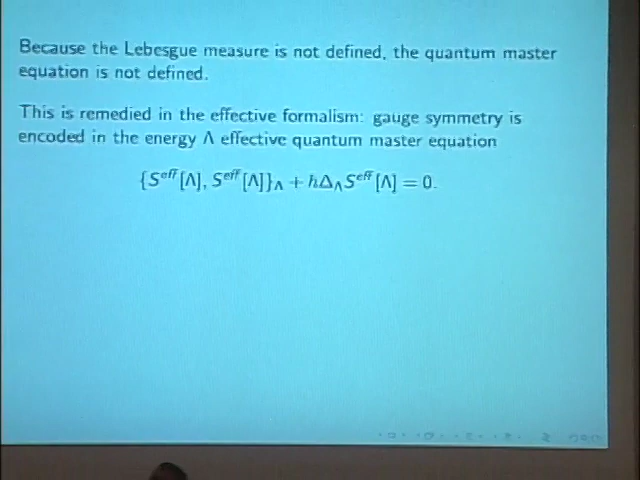 Because the Lebesgue measure is not defined, the quantum master
equation is not defined.
This is remedied in the effective formalism: gauge symmetry is
encoded in the energy Λ effective quantum master equation
{S^eff[Λ], S^eff[Λ]}_Λ + ħΔ_Λ S^eff[Λ] = 0.